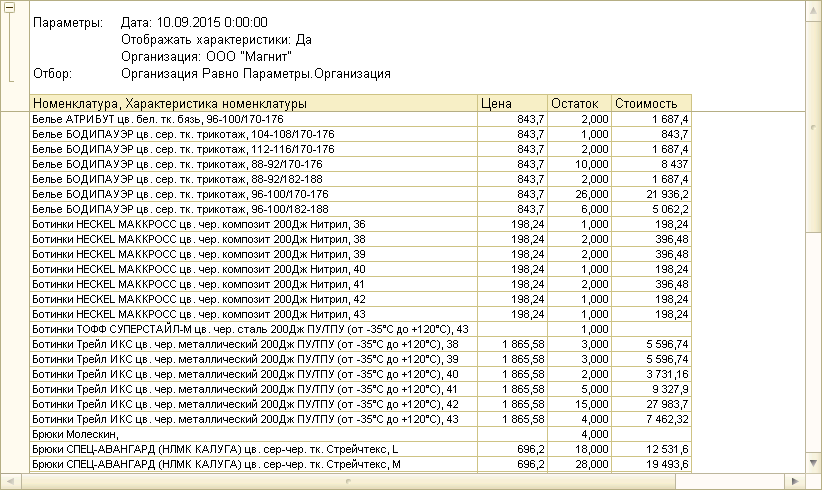 Параметры: Дата: 10.09.2015 0:00:00
Отображать характеристики: Да
Организация: ООО "Магнит"
Отбор: Организация Равно Параметры.Организация
Номенклатура, Характеристика номенклатуры Цена Остаток Стоимость
Белье АТРИБУТ цв. бел. тк. бязь, 96-100/170-176 843,7 2,000 1 687,4
Белье БОДИПАУЭР цв. сер. тк. трикотаж, 104-108/170-176 843,7 1,000 843,7
Белье БОДИПАУЭР цв. сер. тк. трикотаж, 112-116/170-176 843,7 2,000 1 687,4
Белье БОДИПАУЭР цв. сер. тк. трикотаж, 88-92/170-176 843,7 10,000 8 437
Белье БОДИПАУЭР цв. сер. тк. трикотаж, 88-92/182-188 843,7 2,000 1 687,4
Белье БОДИПАУЭР цв. сер. тк. трикотаж, 96-100/170-176 843,7 26,000 21 936,2
Белье БОДИПАУЭР цв. сер. тк. трикотаж, 96-100/182-188 843,7 6,000 5 062,2
Ботинки HECKEL МАККРОСС цв. чер. композит 200Дж Нитрил, 36 198,24 1,000 198,24
Ботинки HECKEL МАККРОСС цв. чер. композит 200Дж Нитрил, 38 198,24 2,000 396,48
Ботинки HECKEL МАККРОСС цв. чер. композит 200Дж Нитрил, 39 198,24 2,000 396,48
Ботинки HECKEL МАККРОСС цв. чер. композит 200Дж Нитрил, 40 198,24 1,000 198,24
Ботинки HECKEL МАККРОСС цв. чер. композит 200Дж Нитрил, 41 198,24 2,000 396,48
Ботинки HECKEL МАККРОСС цв. чер. композит 200Дж Нитрил, 42 198,24 1,000 198,24
Ботинки HECKEL МАККРОСС цв. чер. композит 200Дж Нитрил, 43 198,24 1,000 198,24
Ботинки ТОФФ СУПЕРСТАЙЛ-М цв. чер. сталь 200Дж ПУ/ТПУ (от -35°С до +120°С), 43 1,000
Ботинки Трейл ИКС цв. чер. металлический 200Дж ПУ/ТПУ (от -35°С до +120°С), 38 1 865,58 3,000 5 596,74
Ботинки Трейл ИКС цв. чер. металлический 200Дж ПУ/ТПУ (от -35°С до +120°С), 39 1 865,58 3,000 5 596,74
Ботинки Трейл ИКС цв. чер. металлический 200Дж ПУ/ТПУ (от -35°С до +120°С), 40 1 865,58 2,000 3 731,16
Ботинки Трейл ИКС цв. чер. металлический 200Дж ПУ/ТПУ (от -35°С до +120°С), 41 1 865,58 5,000 9 327,9
Ботинки Трейл ИКС цв. чер. металлический 200Дж ПУ/ТПУ (от -35°С до +120°С), 42 1 865,58 15,000 27 983,7
Ботинки Трейл ИКС цв. чер. металлический 200Дж ПУ/ТПУ (от -35°С до +120°С), 43 1 865,58 4,000 7 462,32
Брюки Молескин, 4,000
Брюки СПЕЦ-АВАНГАРД (НЛМК КАЛУГА) цв. сер-чер. тк. Стрейчтекс, L 696,2 18,000 12 531,6
Брюки СПЕЦ-АВАНГАРД (НЛМК КАЛУГА) цв. сер-чер. тк. Стрейчтекс, M 696,2 28,000 19 493,6